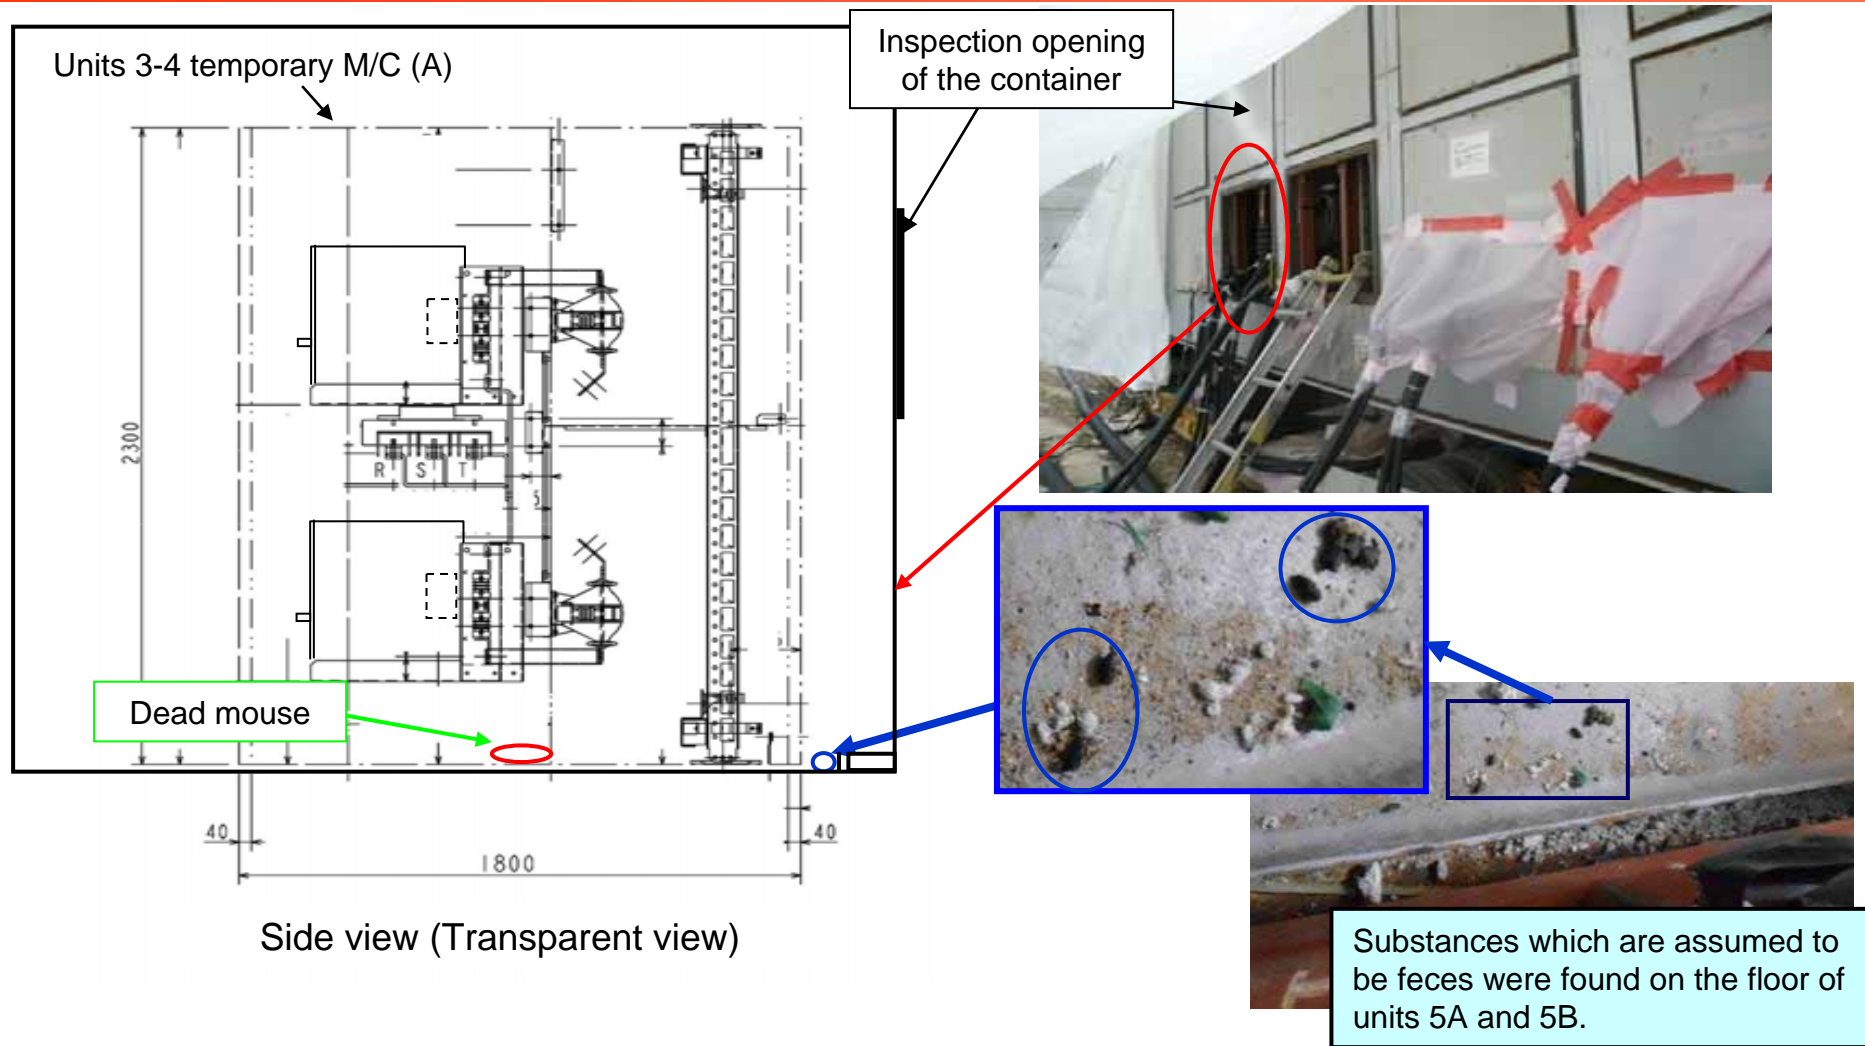 Units 3-4 temporary M/C (A)
Inspection opening
of the container
2300
R S T
5
Dead mouse
40
40
1800
Side view (Transparent view)
Substances which are assumed to
be feces were found on the floor of
units 5A and 5B.